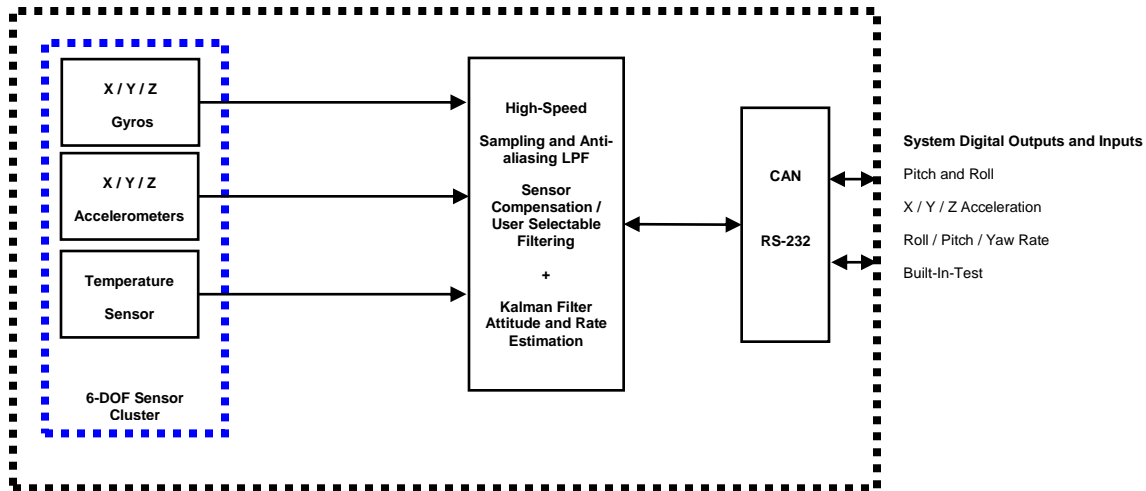 X / Y / Z
Gyros
X / Y / Z
Accelerometers
Temperature
Sensor
6-DOF Sensor
Cluster
High-Speed
Sampling and Anti-
aliasing LPF
Sensor
Compensation /
User Selectable
Filtering
+
Kalman Filter
Attitude and Rate
Estimation
CAN
RS-232
System Digital Outputs and Inputs
Pitch and Roll
X / Y / Z Acceleration
Roll / Pitch / Yaw Rate
Built-In-Test